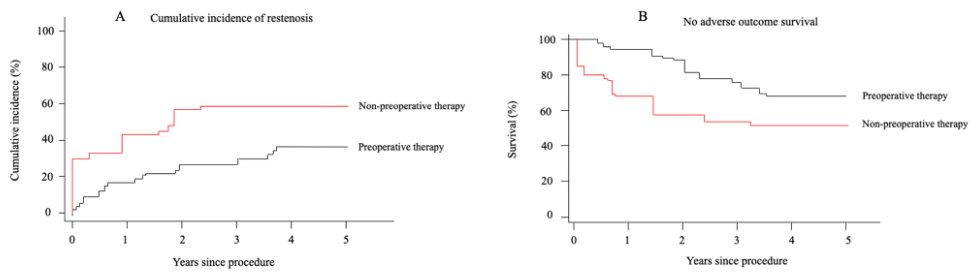 A
Cumulative incidence of restenosis
Cumulative incidence (%)
100
80
60
40
20
0
Non-preoperative therapy
Preoperative therapy
0 1 2 3 4 5
Years since procedure
B
No adverse outcome survival
Survival (%)
100
80
60
40
20
0
Preoperative therapy
Non-preoperative therapy
0 1 2 3 4 5
Years since procedure